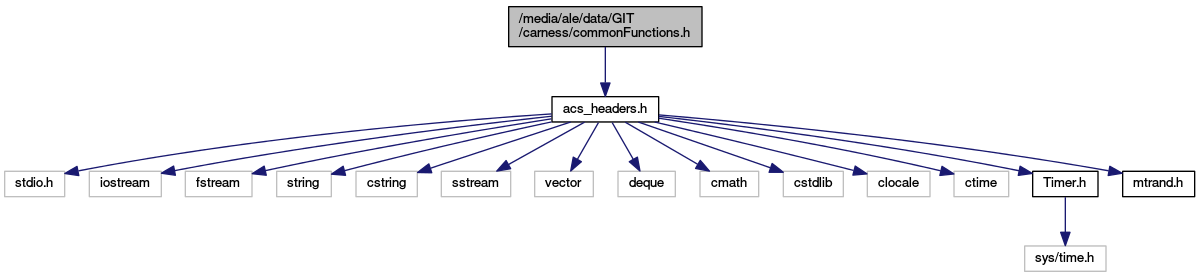 /media/ale/data/GIT
/carness/commonFunctions.h
acs_headers.h
stdio.h
iostream
fstream
string
cstring
sstream
vector
deque
cmath
cstdlib
clocale
ctime
Timer.h
mtrand.h
sys/time.h